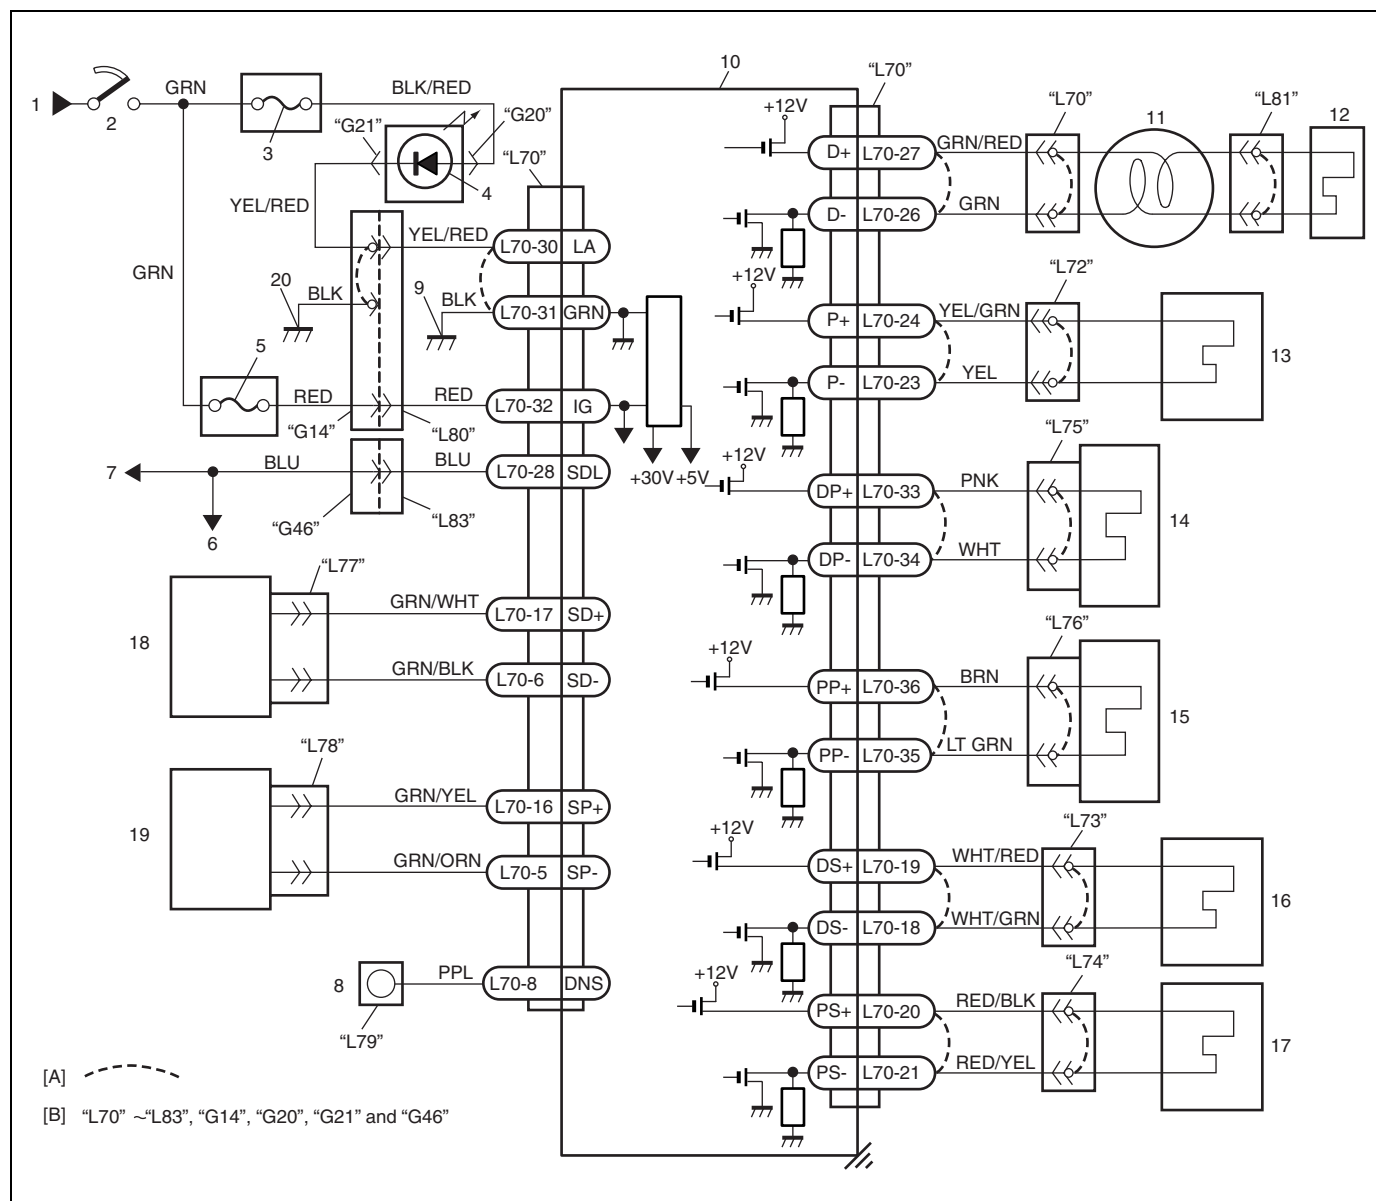 1
2
GRN
3
BLK/RED
"G21"
"G20"
4
"L70"
10
+12V
"L70"
D+ L70-27
GRN/RED
"L70"
11
"L81"
12
D- L70-26
GRN
YEL/RED
YEL/RED
L70-30 LA
GRN
20
BLK
9
BLK
L70-31 GRN
+12V
P+ L70-24
YEL/GRN
"L72"
13
P- L70-23
YEL
5
RED
RED
L70-32 IG
"G14"
"L80"
7
BLU
BLU
L70-28 SDL
+30V
+5V
6
"G46"
"L83"
+12V
DP+ L70-33
PNK
"L75"
14
DP- L70-34
WHT
18
"L77"
GRN/WHT
L70-17 SD+
GRN/BLK
L70-6 SD-
+12V
PP+ L70-36
BRN
"L76"
15
PP- L70-35
LT GRN
19
"L78"
GRN/YEL
L70-16 SP+
GRN/ORN
L70-5 SP-
+12V
DS+ L70-19
WHT/RED
"L73"
16
DS- L70-18
WHT/GRN
8
"L79"
PPL
L70-8 DNS
+12V
PS+ L70-20
RED/BLK
"L74"
17
PS- L70-21
RED/YEL
[A]
[B] "L70" ~"L83", "G14", "G20", "G21" and "G46"